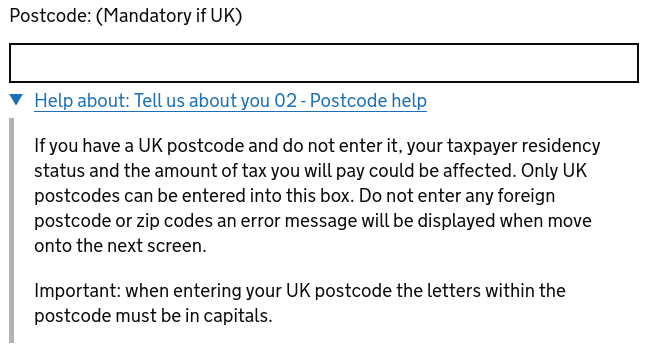 Postcode: (Mandatory if UK)
Help about: Tell us about you 02 - Postcode help
If you have a UK postcode and do not enter it, your taxpayer residency
status and the amount of tax you will pay could be affected. Only UK
postcodes can be entered into this box. Do not enter any foreign
postcode or zip codes an error message will be displayed when move
onto the next screen.
Important: when entering your UK postcode the letters within the
postcode must be in capitals.